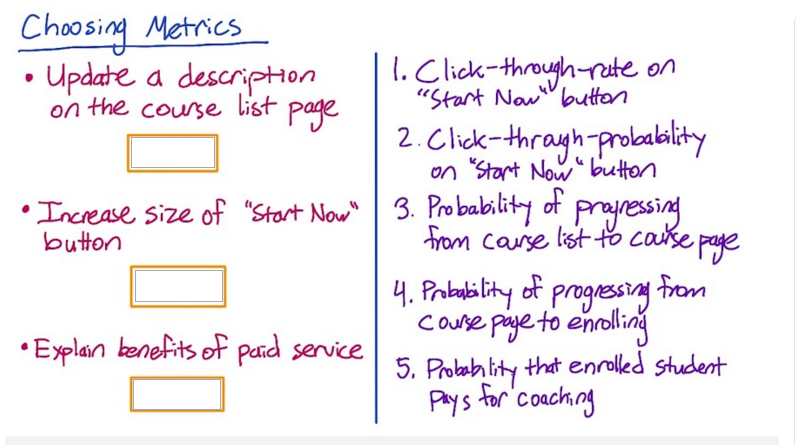 Choosing Metrics
• Update a description
on the course list page
• Increase size of "Start Now"
button
• Explain benefits of paid service
1. Click-through-rate on
"Start Now" button
2. Click-through-probability
on "Start Now" button
3. Probability of progressing
from course list to course page
4. Probability of progressing from
course page to enrolling
5. Probability that enrolled student
pays for coaching